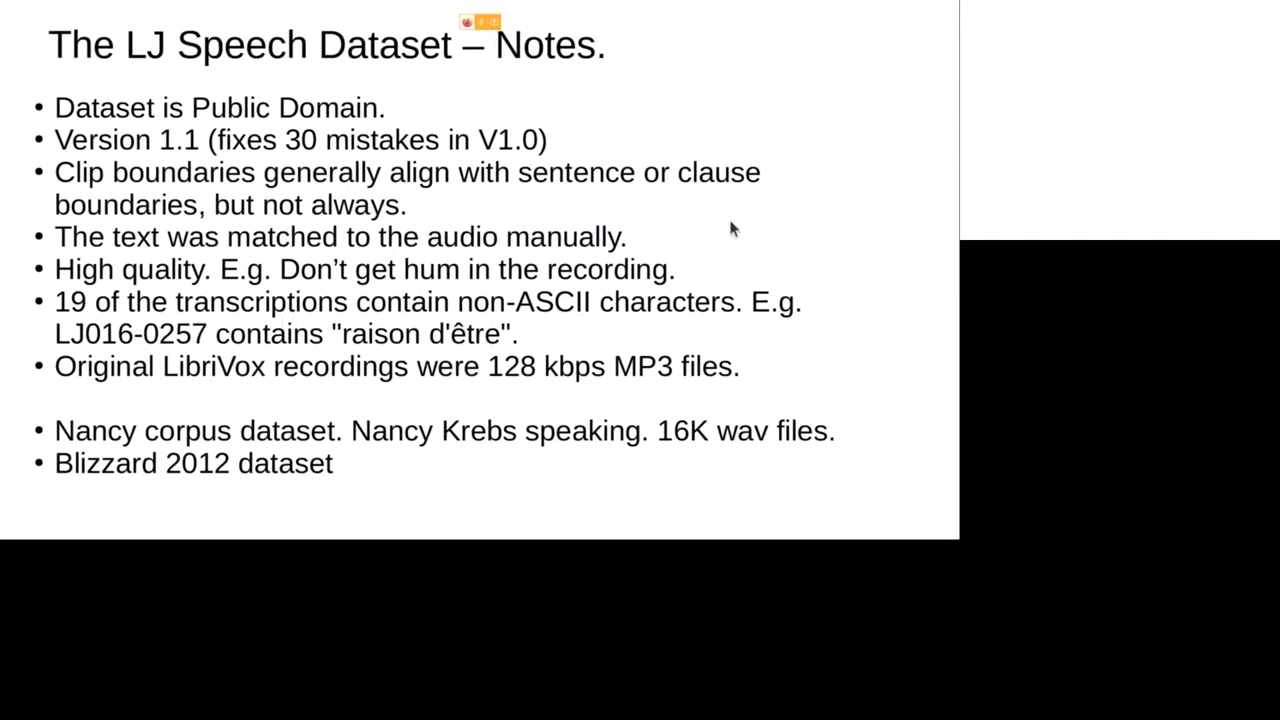 The LJ Speech Dataset – Notes.
• Dataset is Public Domain.
• Version 1.1 (fixes 30 mistakes in V1.0)
• Clip boundaries generally align with sentence or clause
boundaries, but not always.
• The text was matched to the audio manually.
• High quality. E.g. Don’t get hum in the recording.
• 19 of the transcriptions contain non-ASCII characters. E.g.
LJ016-0257 contains "raison d'être".
• Original LibriVox recordings were 128 kbps MP3 files.
• Nancy corpus dataset. Nancy Krebs speaking. 16K wav files.
• Blizzard 2012 dataset